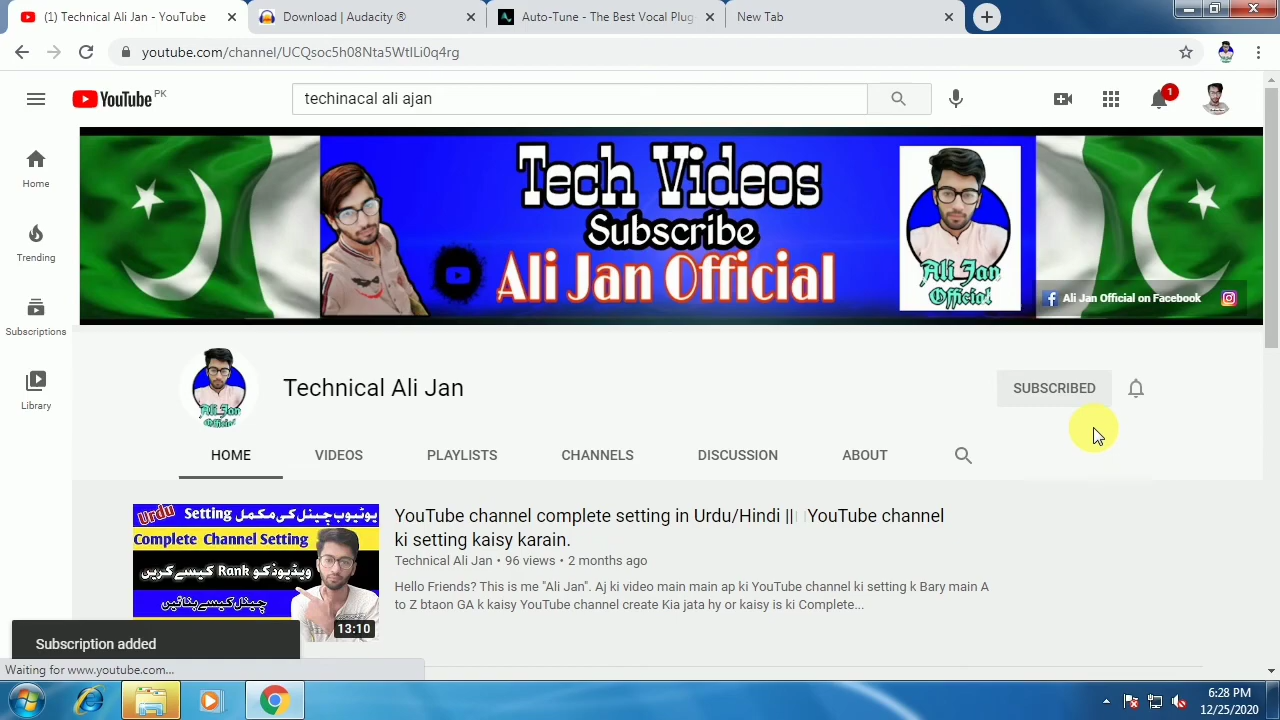 (1) Technical Ali Jan - YouTube
Download | Audacity ®
Auto-Tune - The Best Vocal Plug
New Tab
youtube.com/channel/UCQsoc5h08Nta5WtlLi0q4rg
YouTube PK
techinacal ali ajan
1
Home
Trending
Subscriptions
Library
Tech Videos
Subscribe
Ali Jan Official
Ali Jan
Official
Ali Jan Official on Facebook
Ali Jan
Official
Technical Ali Jan
SUBSCRIBED
HOME
VIDEOS
PLAYLISTS
CHANNELS
DISCUSSION
ABOUT
Urdu Setting یوٹیوب چینل کی مکمل
Complete Channel Setting
ویڈیوز کو Rank کیسے کریں
چینل کیسے بنائیں
13:10
YouTube channel complete setting in Urdu/Hindi || YouTube channel
ki setting kaisy karain.
Technical Ali Jan • 96 views • 2 months ago
Hello Friends? This is me "Ali Jan". Aj ki video main main ap ki YouTube channel ki setting k Bary main A
to Z btaon GA k kaisy YouTube channel create Kia jata hy or kaisy is ki Complete...
Subscription added
Waiting for www.youtube.com...
6:28 PM
12/25/2020